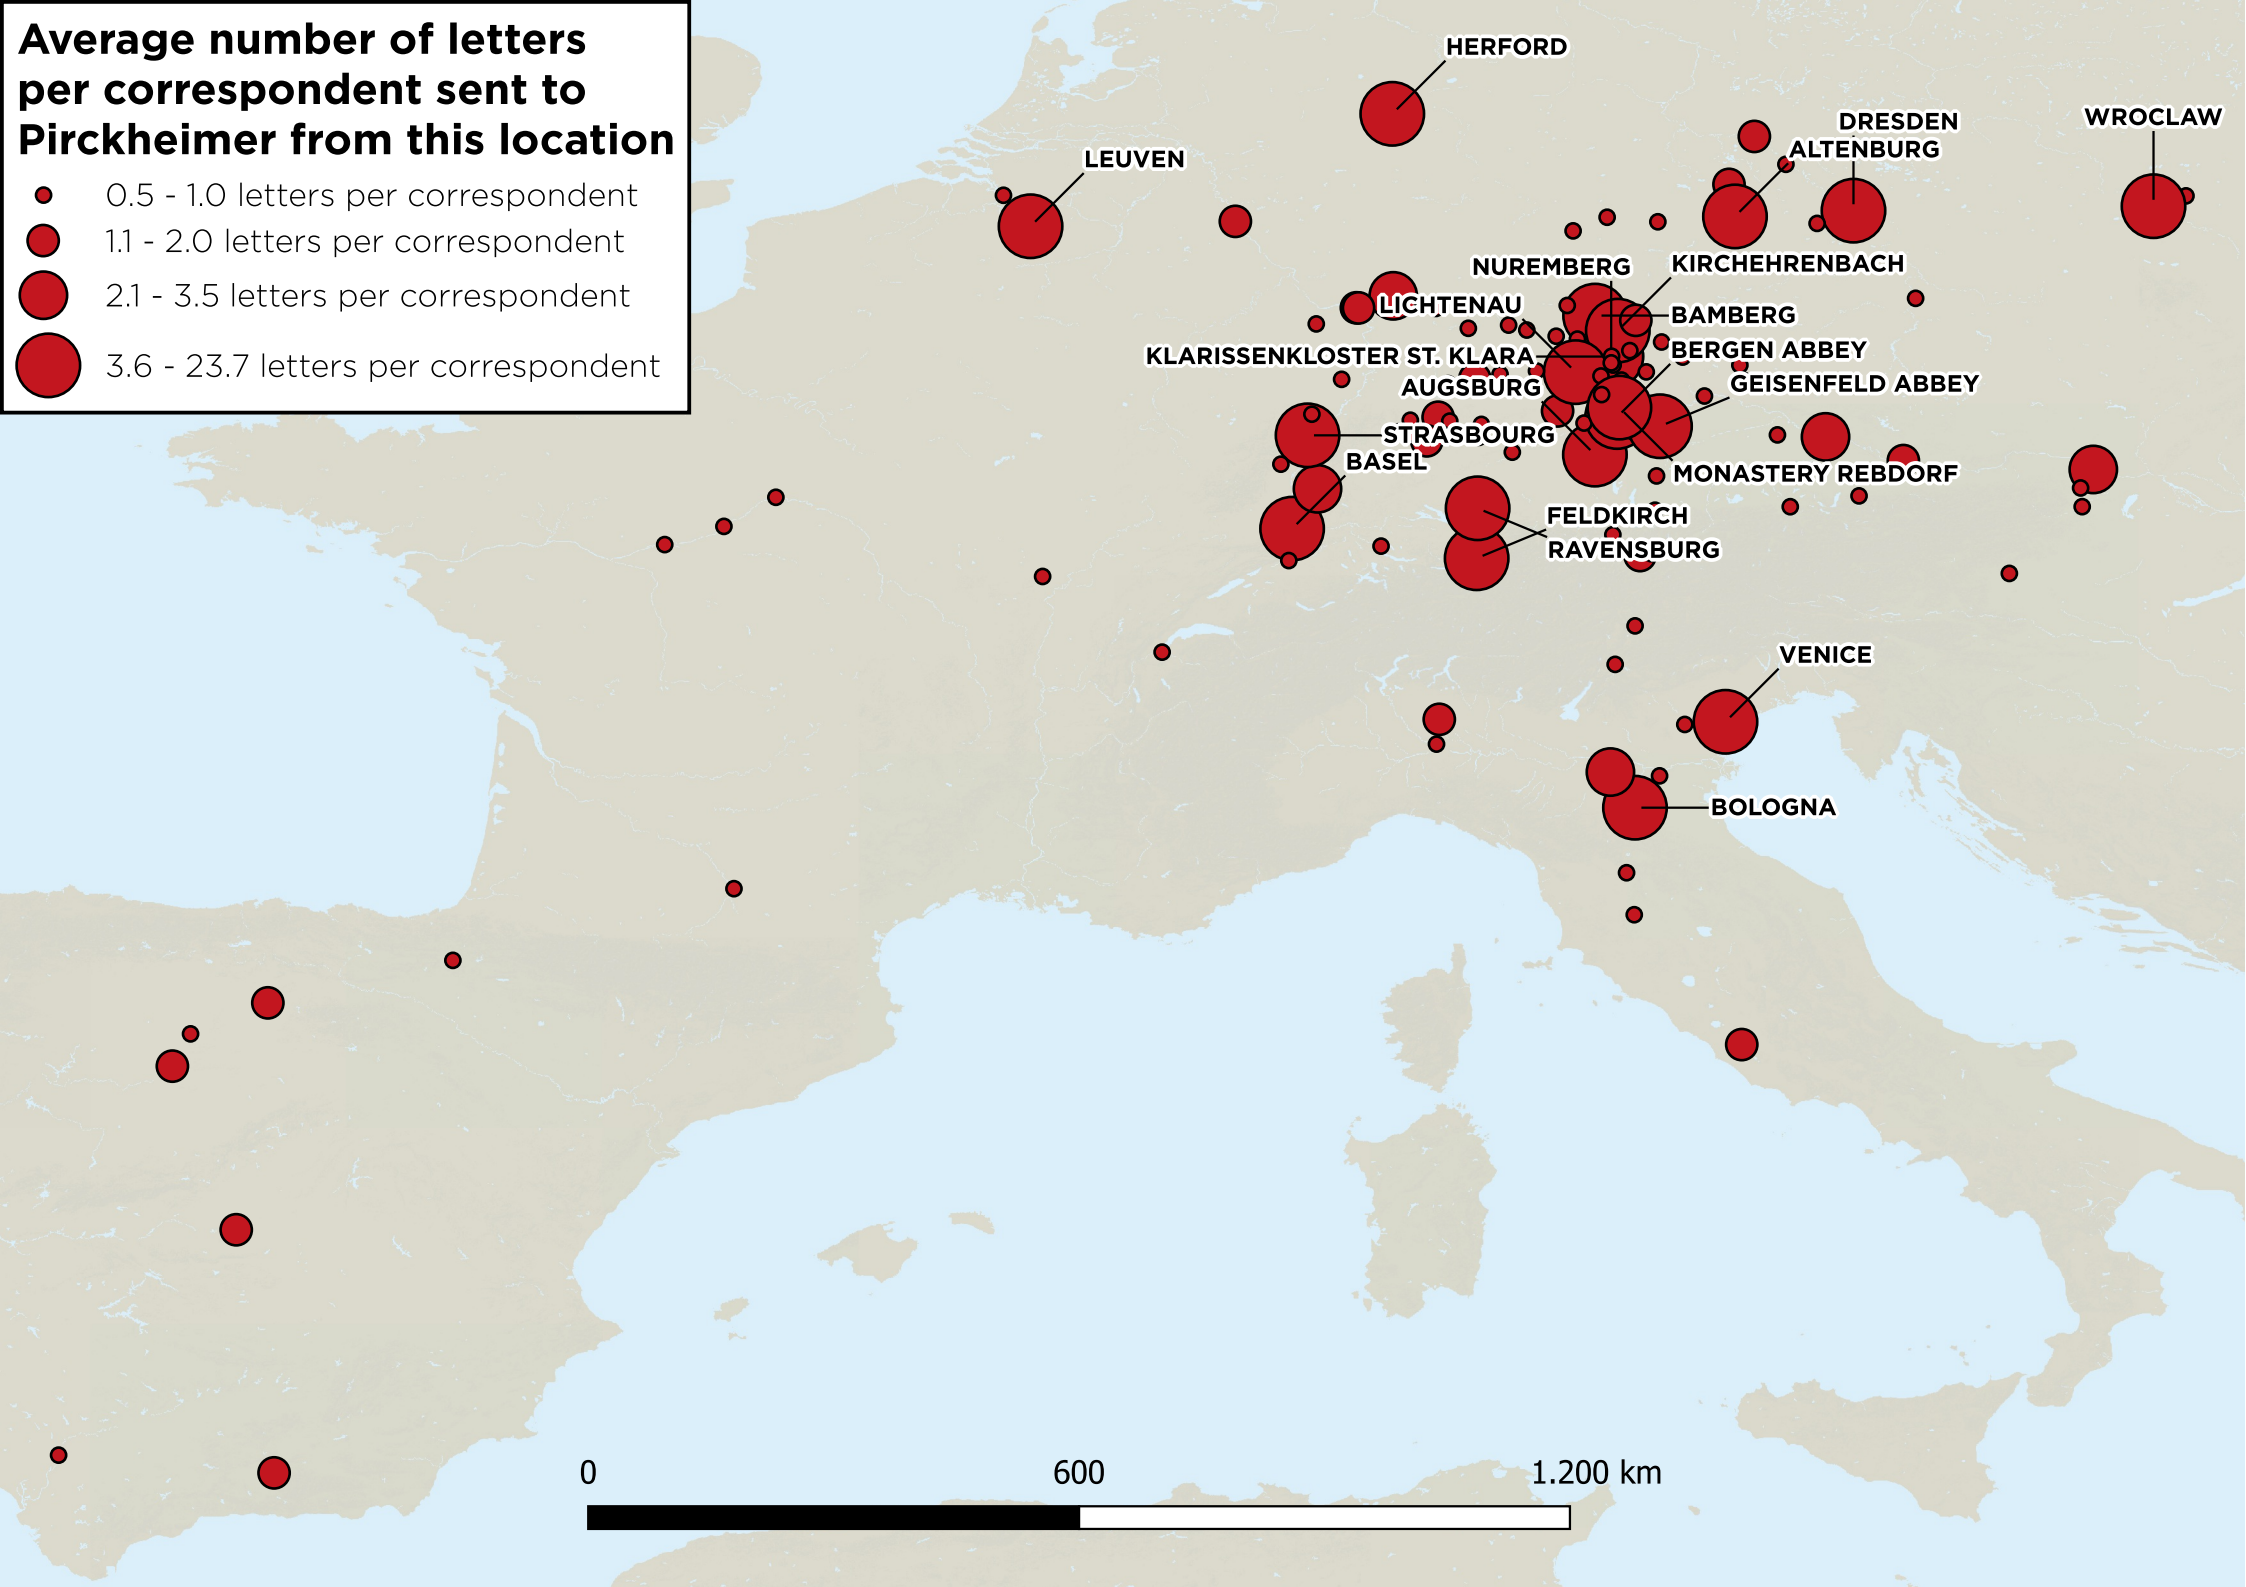 Average number of letters
per correspondent sent to
Pirckheimer from this location
0.5 - 1.0 letters per correspondent
1.1 - 2.0 letters per correspondent
2.1 - 3.5 letters per correspondent
3.6 - 23.7 letters per correspondent
HERFORD
DRESDEN
WROCLAW
ALTENBURG
LEUVEN
NUREMBERG
KIRCHEHRENBACH
LICHTENAU
BAMBERG
KLARISSENKLOSTER ST. KLARA
BERGEN ABBEY
AUGSBURG
GEISENFELD ABBEY
STRASBOURG
BASEL
MONASTERY REBDORF
FELDKIRCH
RAVENSBURG
VENICE
BOLOGNA
0 600 1.200 km